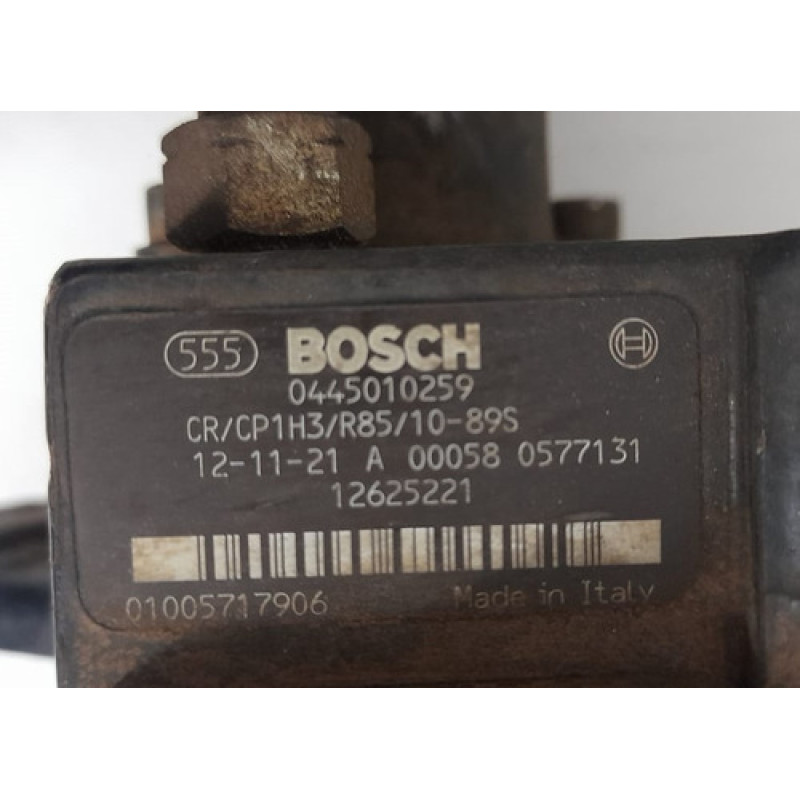 555 BOSCH
0445010259
CR/CP1H3/R85/10-89S
12-11-21 A 00058 0577131
12625221
01005717906 Made in Italy